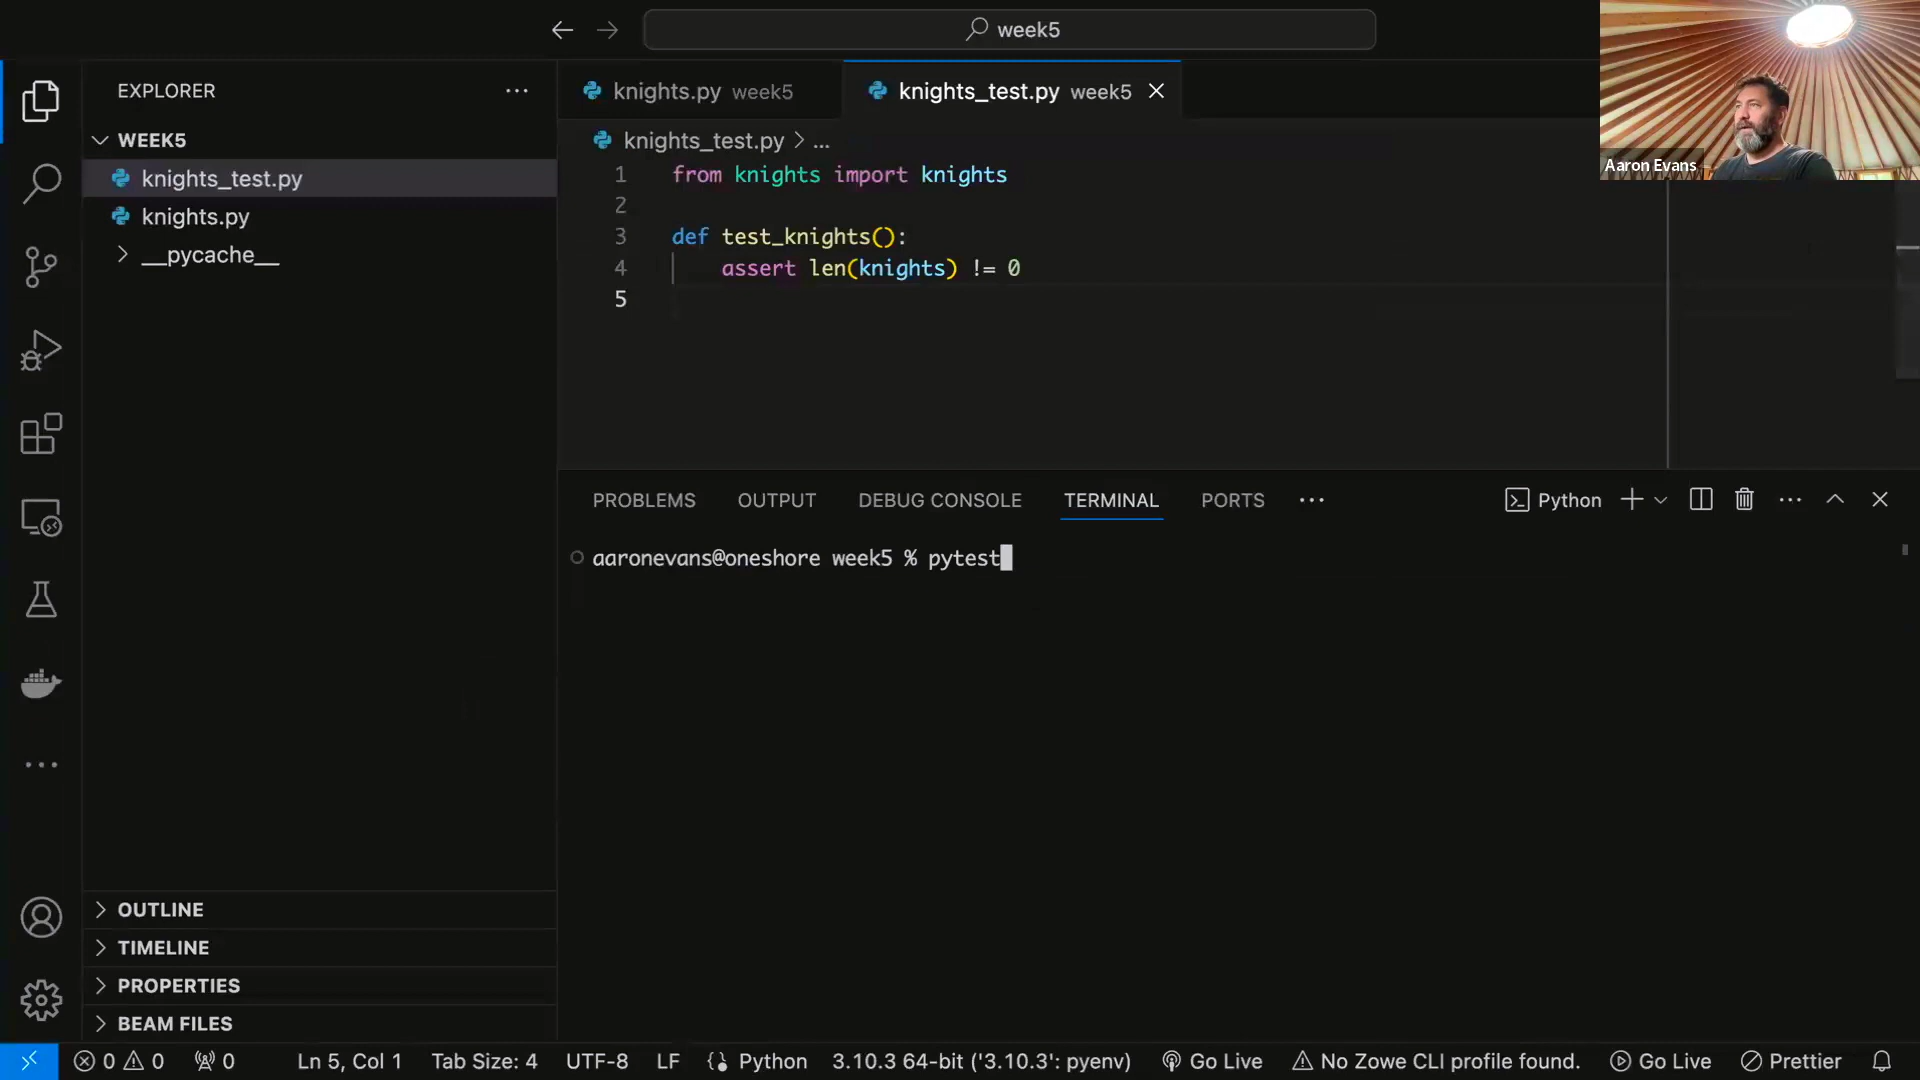 week5
Aaron Evans
EXPLORER
WEEK5
knights_test.py
knights.py
__pycache__
OUTLINE
TIMELINE
PROPERTIES
BEAM FILES
knights.py week5
knights_test.py week5
knights_test.py > ...
1 from knights import knights
2
3 def test_knights():
4 assert len(knights) != 0
5
PROBLEMS OUTPUT DEBUG CONSOLE TERMINAL PORTS ... Python
aaronevans@oneshore week5 % pytest
0 0 0 Ln 5, Col 1 Tab Size: 4 UTF-8 LF Python 3.10.3 64-bit ('3.10.3': pyenv) Go Live No Zowe CLI profile found. Go Live Prettier